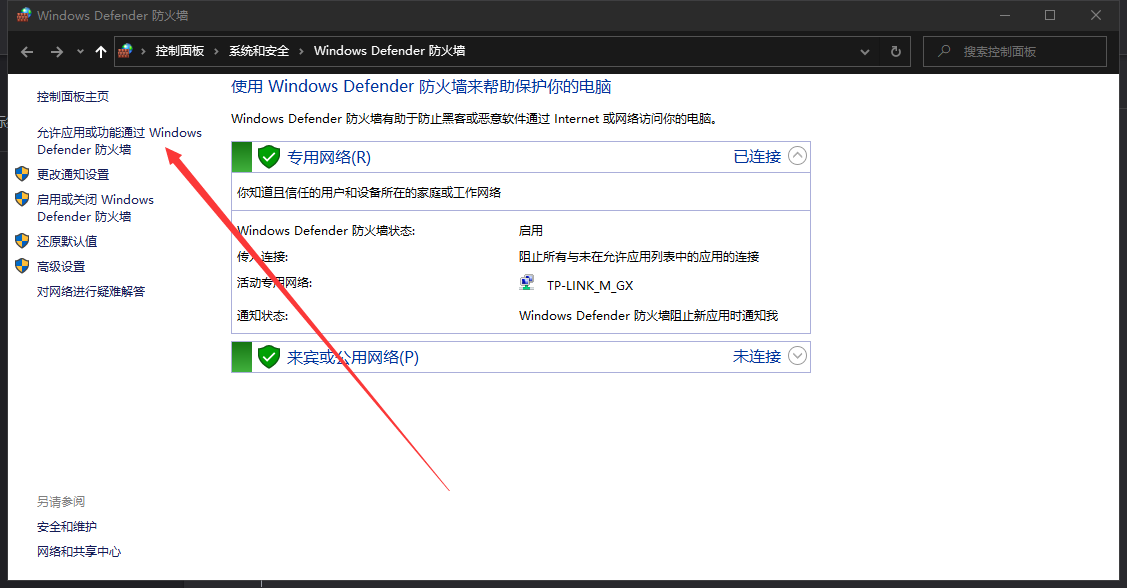 Windows Defender 防火墙
控制面板 › 系统和安全 › Windows Defender 防火墙
搜索控制面板
控制面板主页
允许应用或功能通过 Windows
Defender 防火墙
更改通知设置
启用或关闭 Windows
Defender 防火墙
还原默认值
高级设置
对网络进行疑难解答
使用 Windows Defender 防火墙来帮助保护你的电脑
Windows Defender 防火墙有助于防止黑客或恶意软件通过 Internet 或网络访问你的电脑。
专用网络(R) 已连接
你知道且信任的用户和设备所在的家庭或工作网络
Windows Defender 防火墙状态: 启用
传入连接: 阻止所有与未在允许应用列表中的应用的连接
活动专用网络: TP-LINK_M_GX
通知状态: Windows Defender 防火墙阻止新应用时通知我
来宾或公用网络(P) 未连接
另请参阅
安全和维护
网络和共享中心